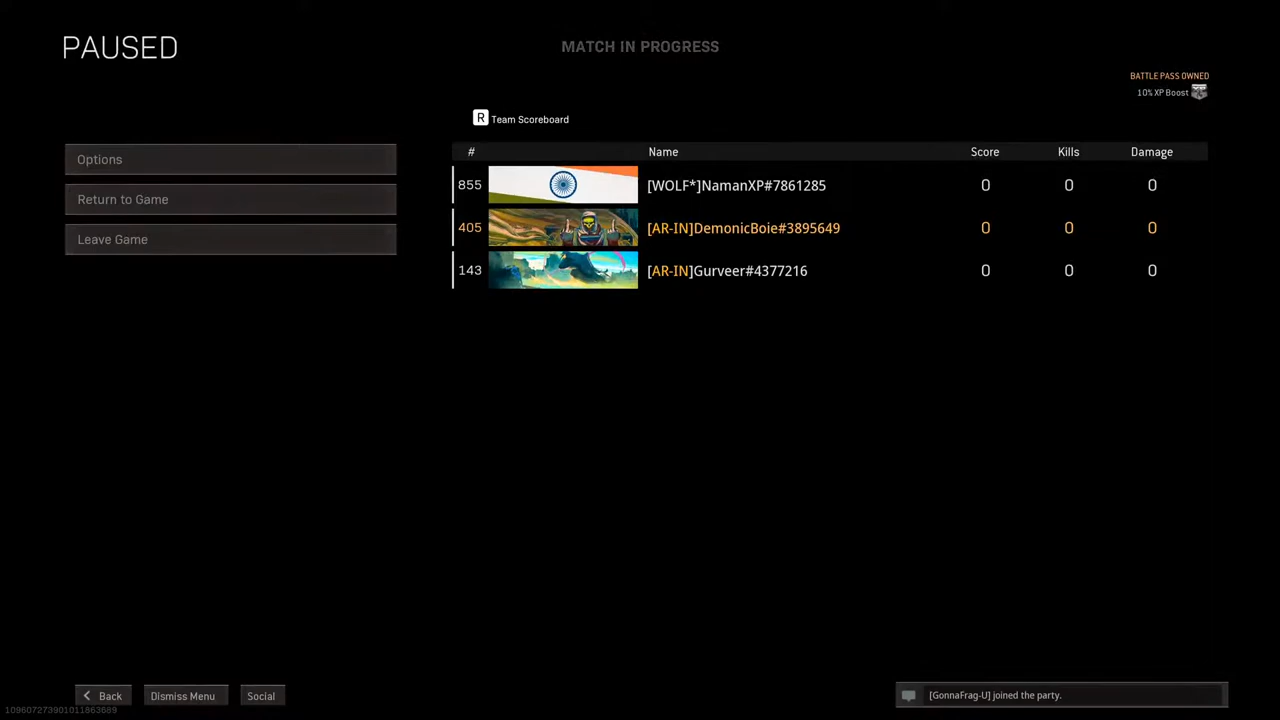 PAUSED
MATCH IN PROGRESS
BATTLE PASS OWNED
10% XP Boost
R Team Scoreboard
Options
Return to Game
Leave Game
# Name Score Kills Damage
855 [WOLF*]NamanXP#7861285 0 0 0
405 [AR-IN]DemonicBoie#3895649 0 0 0
143 [AR-IN]Gurveer#4377216 0 0 0
Back Dismiss Menu Social
[GonnaFrag-U] joined the party.